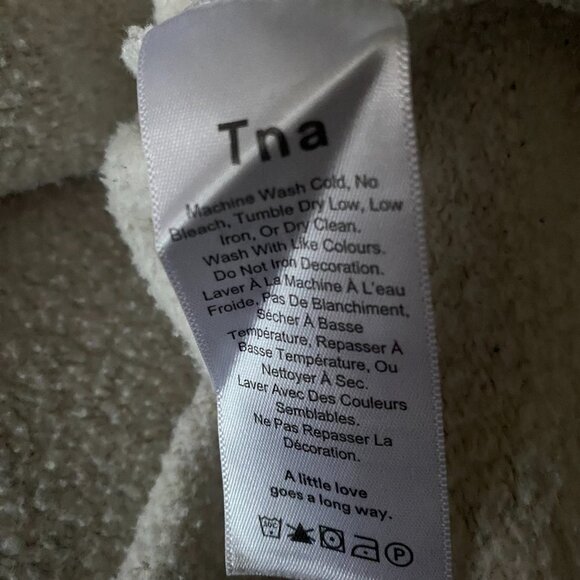 Tna
Machine Wash Cold, No
Bleach, Tumble Dry Low, Low
Iron, Or Dry Clean.
Wash With Like Colours.
Do Not Iron Decoration.
Laver À La Machine À L'eau
Froide, Pas De Blanchiment,
Sécher À Basse
Température, Repasser À
Basse Température, Ou
Nettoyer À Sec.
Laver Avec Des Couleurs
Semblables.
Ne Pas Repasser La
Décoration.
A little love
goes a long way.
P